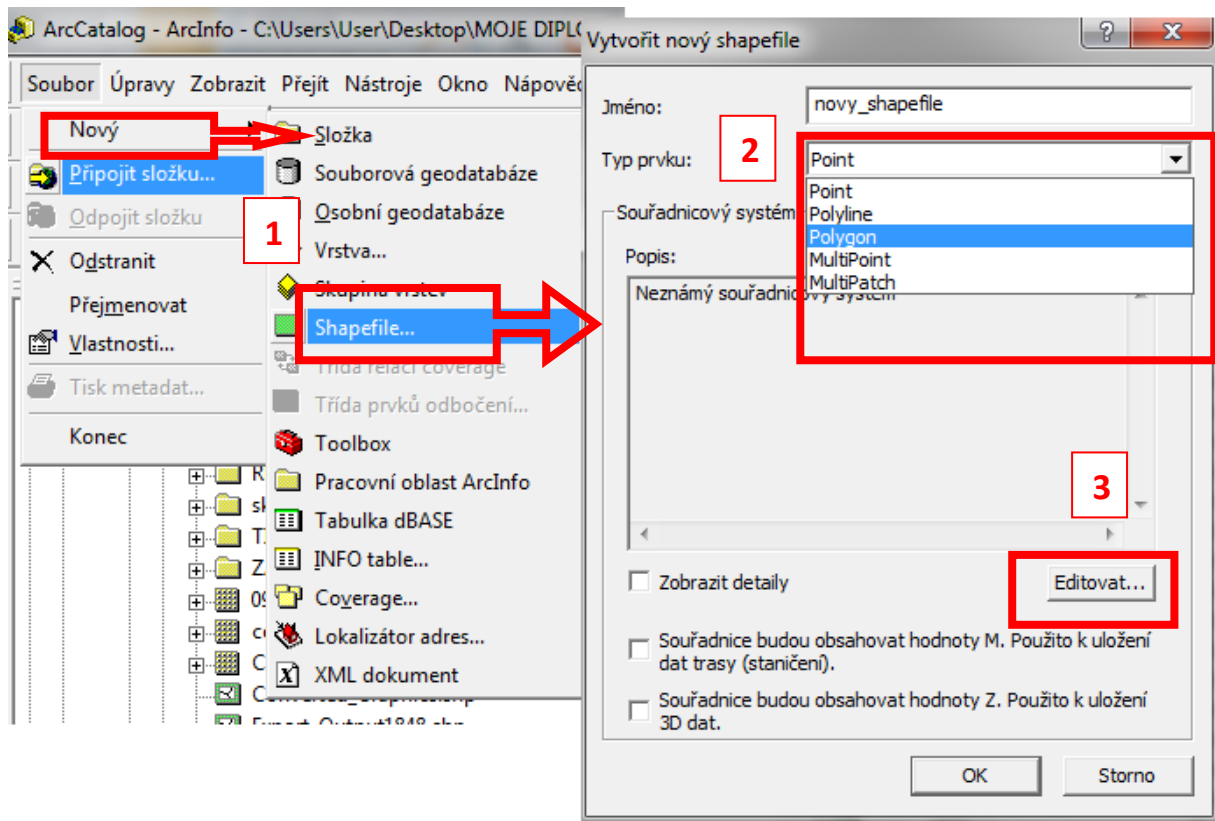 ArcCatalog - ArcInfo - C:\Users\User\Desktop\MOJE
Soubor Úpravy Zobrazit Přejít Nástroje Okno
Nový
Připojit složku...
Odpojit složku
Odstranit
Přejmenovat
Vlastnosti...
Tisk metadat...
Konec
1
Složka
Souborová geodatabáze
Osobní geodatabáze
Vrstva...
Skupina vrstev
Shapefile...
Třída relací coverage
Třída prvků odbočení...
Toolbox
Pracovní oblast ArcInfo
Tabulka dBASE
INFO table...
Coverage...
Lokalizátor adres...
XML dokument
Vytvořit nový shapefile
Jméno:
novy_shapefile
Typ prvku:
2
Point
Point
Polyline
Polygon
MultiPoint
MultiPatch
Souřadnicový systém
Popis:
Neznámý souřadnicový systém
3
Zobrazit detaily
Editovat...
Souřadnice budou obsahovat hodnoty M. Použito k uložení
dat trasy (staničení).
Souřadnice budou obsahovat hodnoty Z. Použito k uložení
3D dat.
OK
Storno